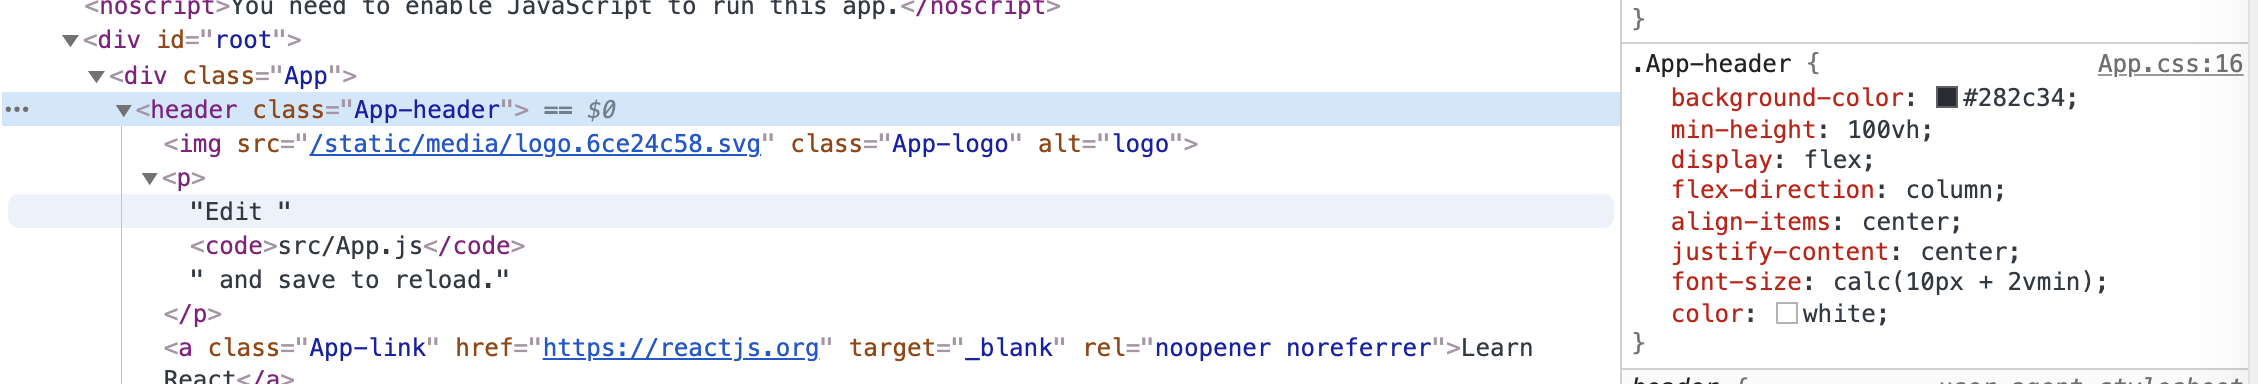 <noscript>You need to enable JavaScript to run this app.</noscript>
<div id="root">
<div class="App">
<header class="App-header"> == $0
<img src="/static/media/logo.6ce24c58.svg" class="App-logo" alt="logo">
<p>
"Edit "
<code>src/App.js</code>
" and save to reload."
</p>
<a class="App-link" href="https://reactjs.org" target="_blank" rel="noopener noreferrer">Learn
React</a>
}
.App-header { App.css:16
background-color: #282c34;
min-height: 100vh;
display: flex;
flex-direction: column;
align-items: center;
justify-content: center;
font-size: calc(10px + 2vmin);
color: white;
}
header { user agent stylesheet